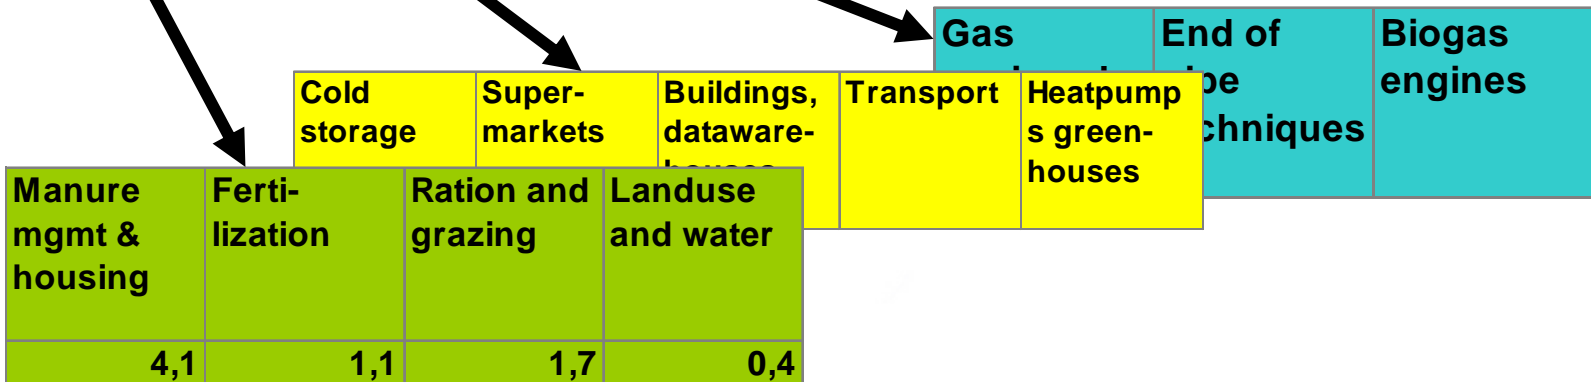 Gas
End of
chniques
Biogas
engines
Cold
storage
Super-
markets
Buildings,
dataware-
houses
Transport
Heatpump
s green-
houses
Manure
mgmt &
housing
Ferti-
lization
Ration and
grazing
Landuse
and water
4,1
1,1
1,7
0,4